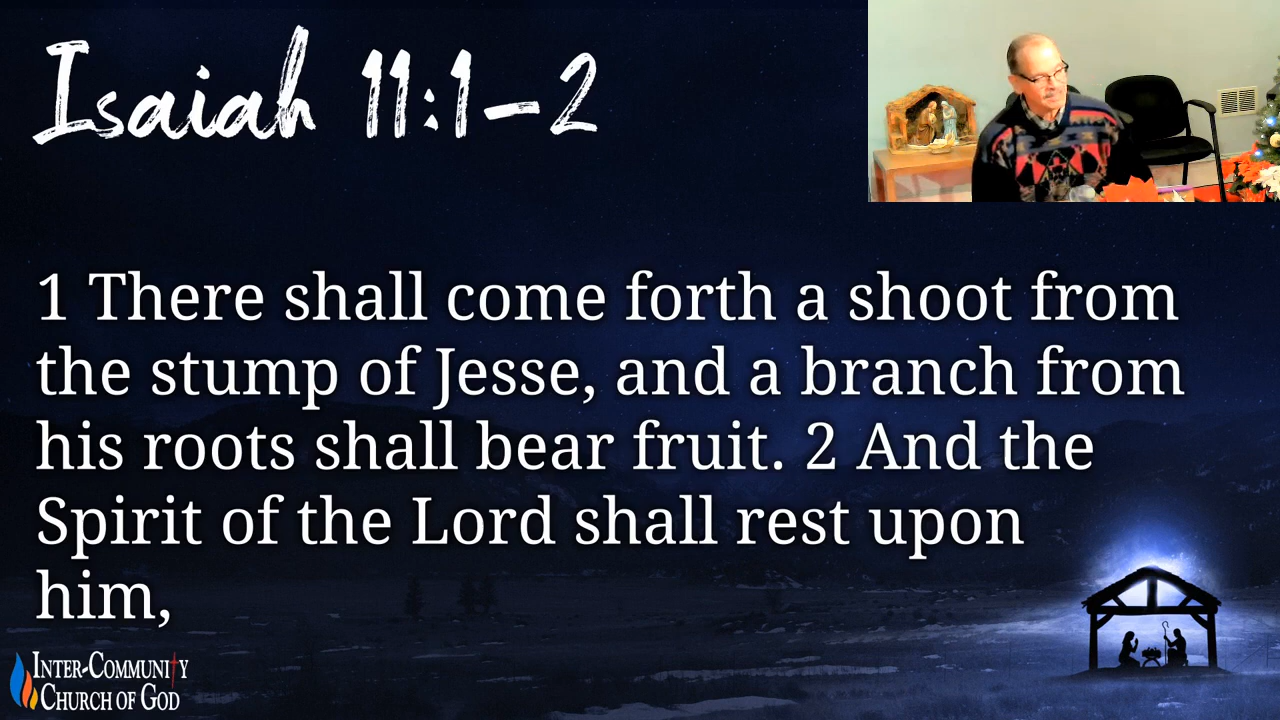 Isaiah 11:1-2
1 There shall come forth a shoot from
the stump of Jesse, and a branch from
his roots shall bear fruit. 2 And the
Spirit of the Lord shall rest upon
him,
INTER-COMMUNITY
CHURCH OF GOD